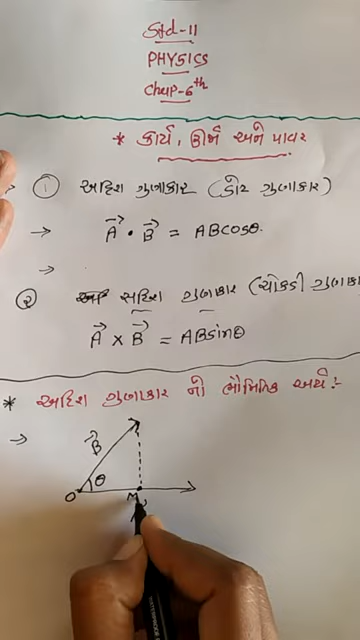 Std-11
PHYSICS
Chap-6th
* કાર્ય, ઊર્જા અને પાવર
① અદિશ ગુણાકાર (ડોટ ગુણાકાર)
→ A⃗ • B⃗ = ABcosθ.
⇒
② સદિશ ગુણાકાર (ચોકડી ગુણાકા
A⃗ × B⃗ = ABsinθ
* અદિશ ગુણાકાર નો ભૌમિતિક અર્થ :-
⇒
B⃗
θ
O M